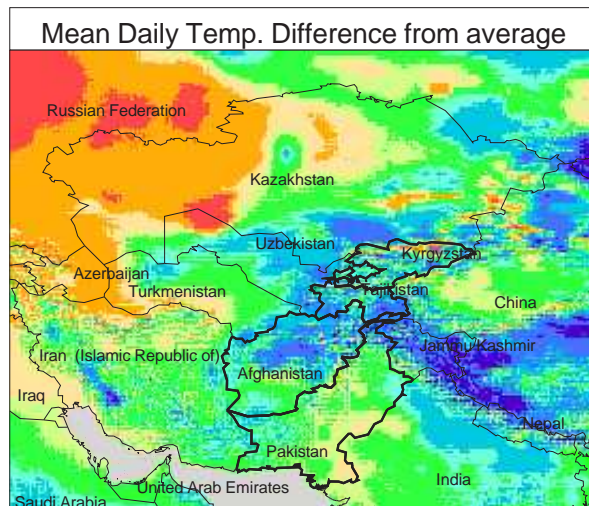 Mean Daily Temp. Difference from average
Russian Federation
Kazakhstan
Uzbekistan
Kyrgyzstan
Azerbaijan
Turkmenistan
Tajikistan
China
Iran (Islamic Republic of)
Jammu Kashmir
Afghanistan
Iraq
Nepal
Pakistan
United Arab Emirates
India
Saudi Arabia